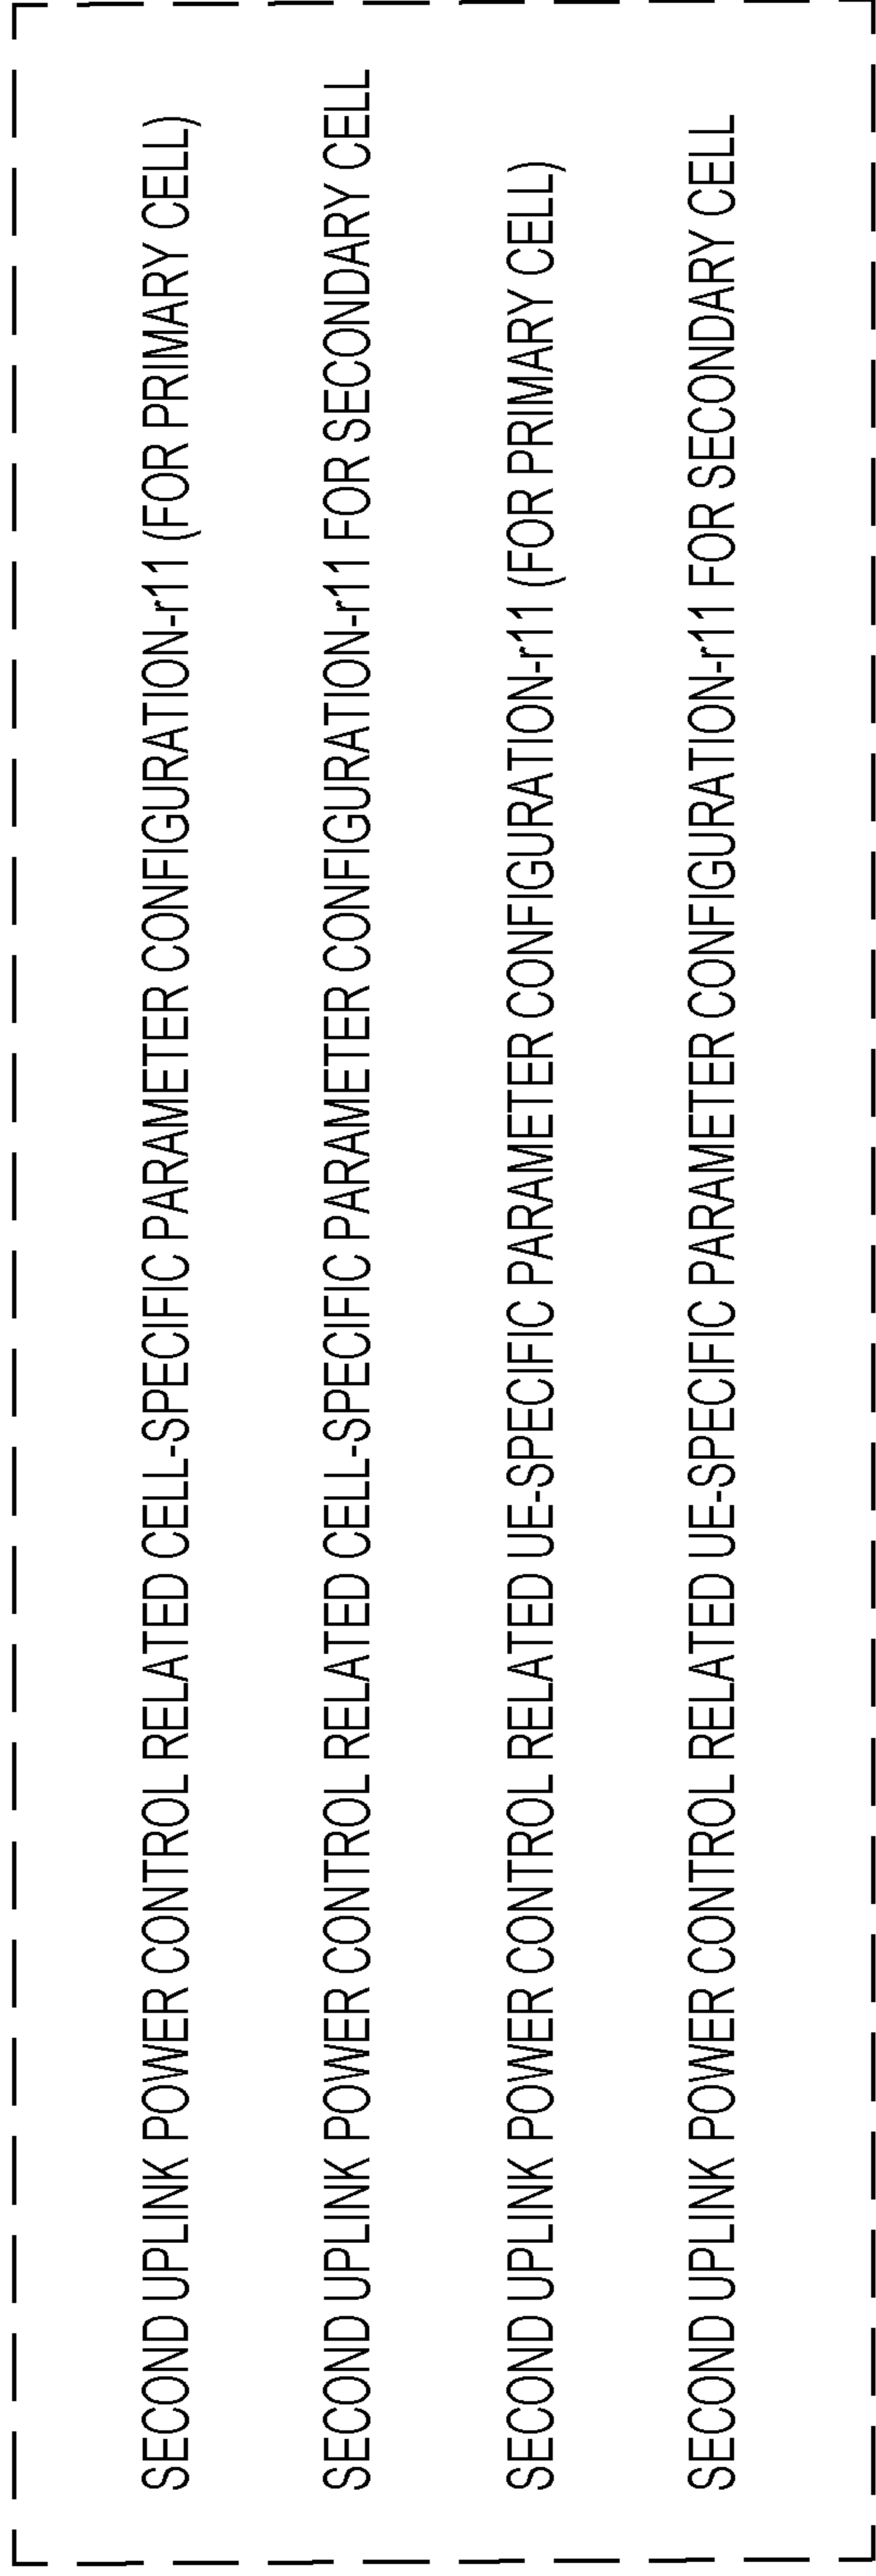 SECOND UPLINK POWER CONTROL RELATED CELL-SPECIFIC PARAMETER CONFIGURATION-r11 (FOR PRIMARY CELL)
SECOND UPLINK POWER CONTROL RELATED CELL-SPECIFIC PARAMETER CONFIGURATION-r11 FOR SECONDARY CELL
SECOND UPLINK POWER CONTROL RELATED UE-SPECIFIC PARAMETER CONFIGURATION-r11 (FOR PRIMARY CELL)
SECOND UPLINK POWER CONTROL RELATED UE-SPECIFIC PARAMETER CONFIGURATION-r11 FOR SECONDARY CELL